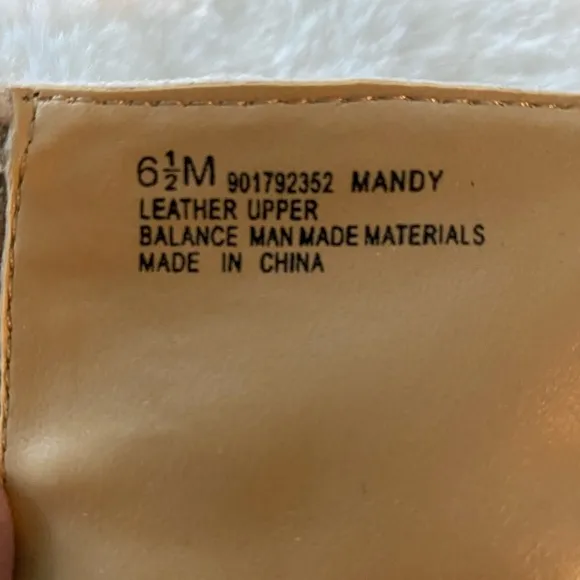 6½M 901792352 MANDY
LEATHER UPPER
BALANCE MAN MADE MATERIALS
MADE IN CHINA